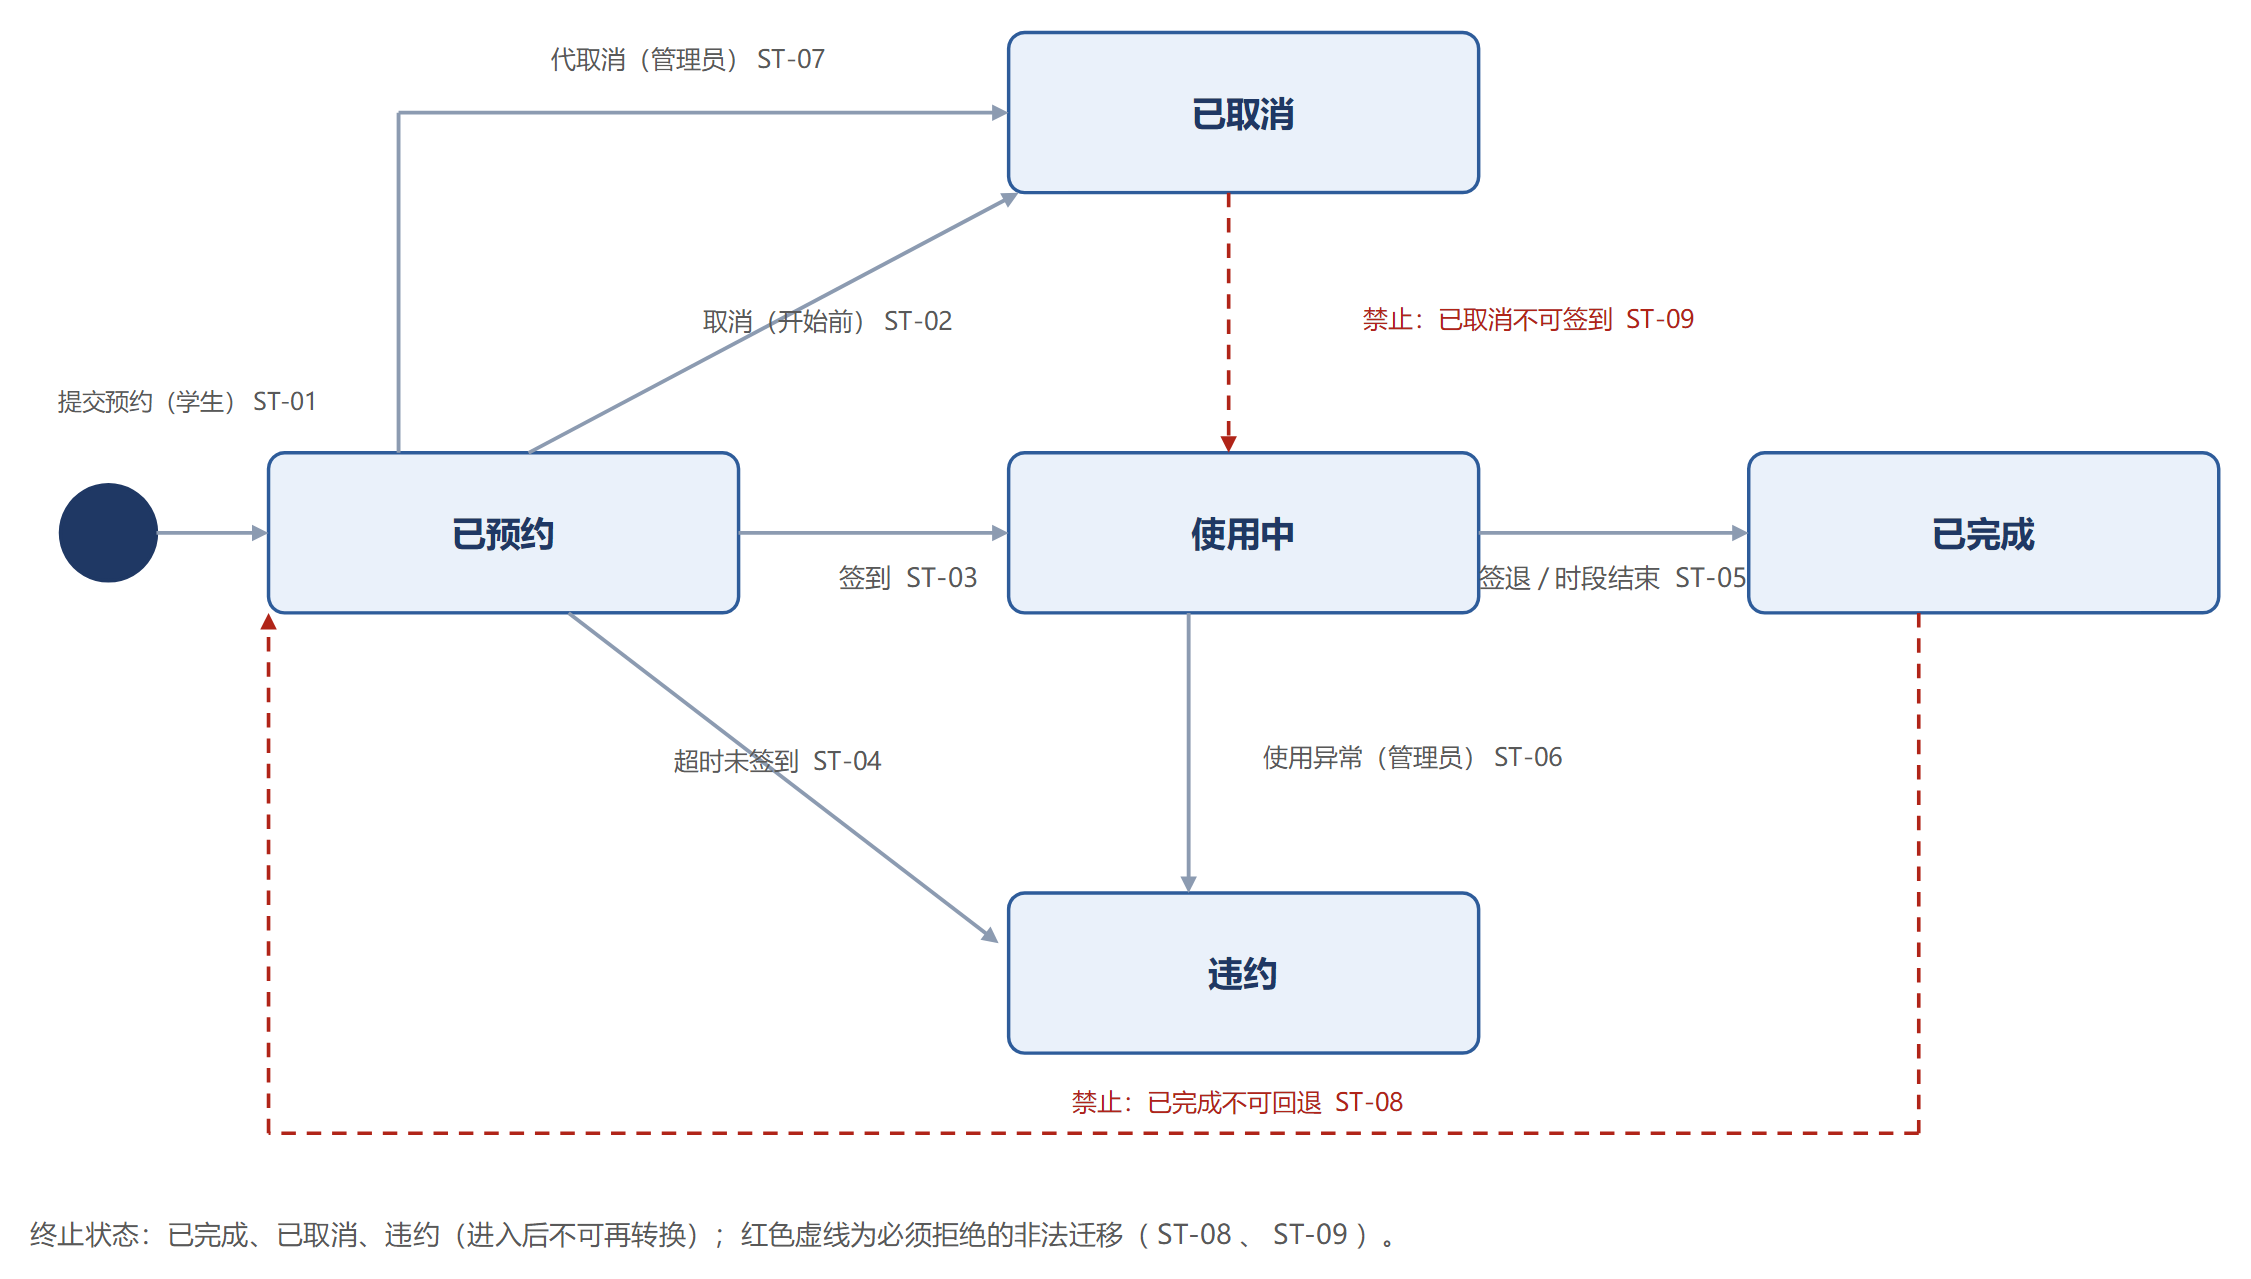 代取消（管理员） ST-07
已取消
取消（开始前） ST-02
禁止：已取消不可签到 ST-09
提交预约（学生） ST-01
已预约
使用中
已完成
签到 ST-03
签退 / 时段结束 ST-05
超时未签到 ST-04
使用异常（管理员） ST-06
违约
禁止：已完成不可回退 ST-08
终止状态：已完成、已取消、违约（进入后不可再转换）；红色虚线为必须拒绝的非法迁移（ ST-08 、 ST-09 ）。